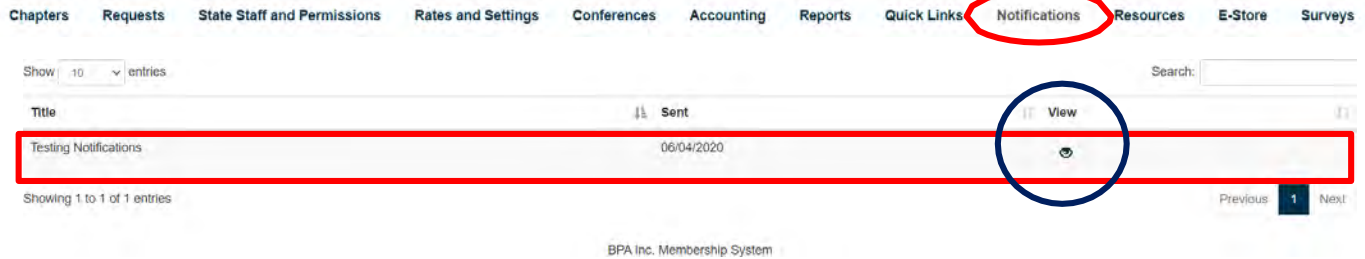 Chapters Requests State Staff and Permissions Rates and Settings Conferences Accounting Reports Quick Links Notifications Resources E-Store Surveys
Show 10 entries Search:
Title Sent View
Testing Notifications 06/04/2020
Showing 1 to 1 of 1 entries Previous 1 Next
BPA Inc. Membership System